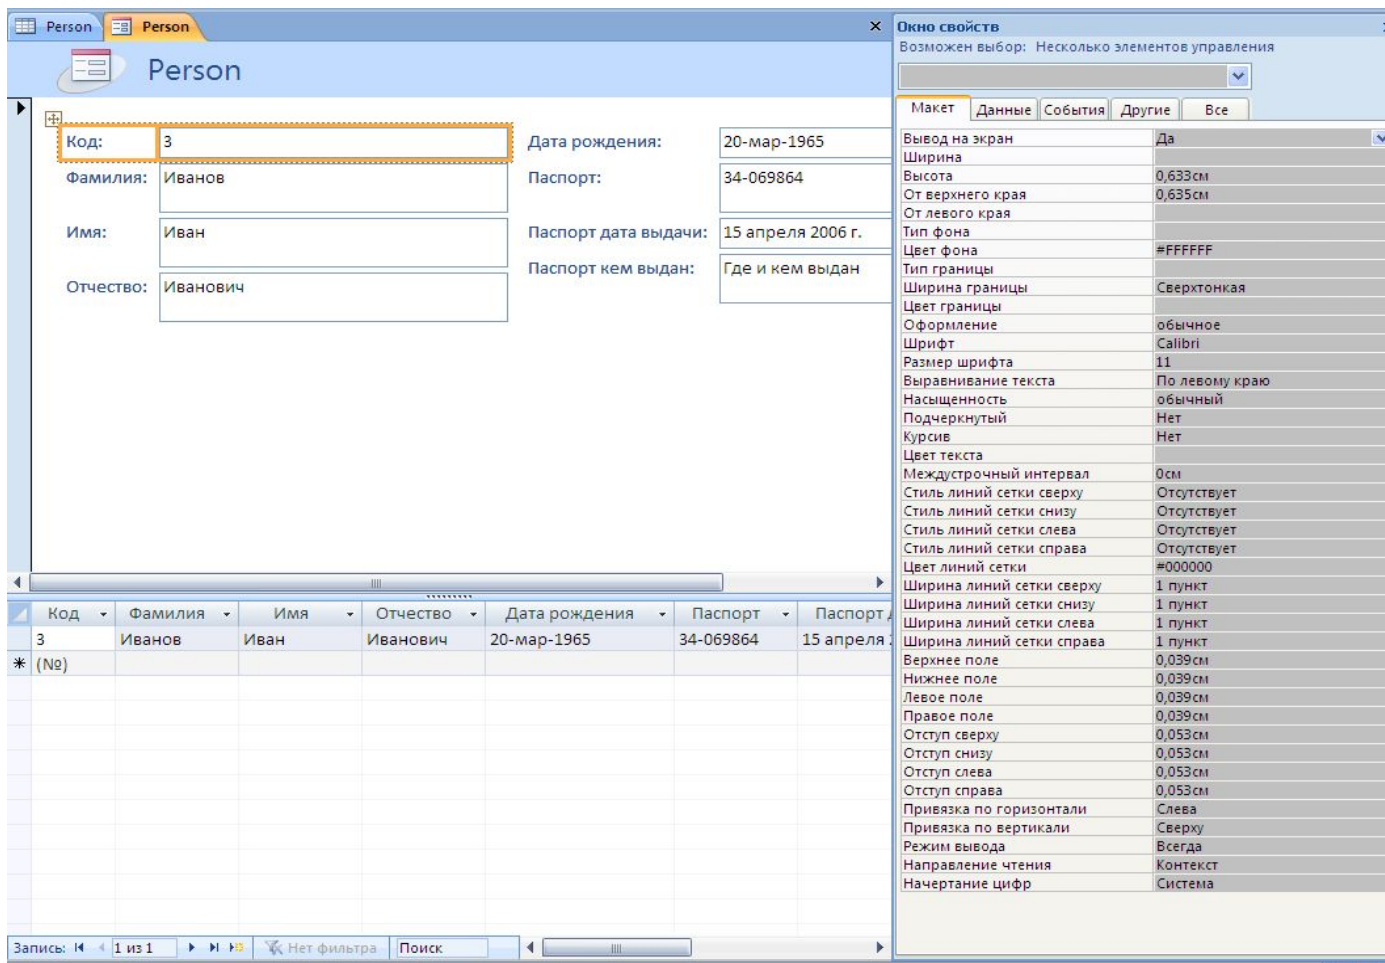 Person
Person
Person
Код: 3
Фамилия: Иванов
Имя: Иван
Отчество: Иванович
Дата рождения: 20-мар-1965
Паспорт: 34-069864
Паспорт дата выдачи: 15 апреля 2006 г.
Паспорт кем выдан: Где и кем выдан
Код Фамилия Имя Отчество Дата рождения Паспорт Паспорт
3 Иванов Иван Иванович 20-мар-1965 34-069864 15 апреля
(№)
Запись: 1 из 1 Нет фильтра Поиск
Окно свойств
Возможен выбор: Несколько элементов управления
Макет Данные События Другие Все
Вывод на экран Да
Ширина
Высота 0,633см
От верхнего края 0,635см
От левого края
Тип фона
Цвет фона #FFFFFF
Тип границы
Ширина границы Сверхтонкая
Цвет границы
Оформление обычное
Шрифт Calibri
Размер шрифта 11
Выравнивание текста По левому краю
Насыщенность обычный
Подчеркнутый Нет
Курсив Нет
Цвет текста
Междустрочный интервал 0см
Стиль линий сетки сверху Отсутствует
Стиль линий сетки снизу Отсутствует
Стиль линий сетки слева Отсутствует
Стиль линий сетки справа Отсутствует
Цвет линий сетки #000000
Ширина линий сетки сверху 1 пункт
Ширина линий сетки снизу 1 пункт
Ширина линий сетки слева 1 пункт
Ширина линий сетки справа 1 пункт
Верхнее поле 0,039см
Нижнее поле 0,039см
Левое поле 0,039см
Правое поле 0,039см
Отступ сверху 0,053см
Отступ снизу 0,053см
Отступ слева 0,053см
Отступ справа 0,053см
Привязка по горизонтали Слева
Привязка по вертикали Сверху
Режим вывода Всегда
Направление чтения Контекст
Начертание цифр Система